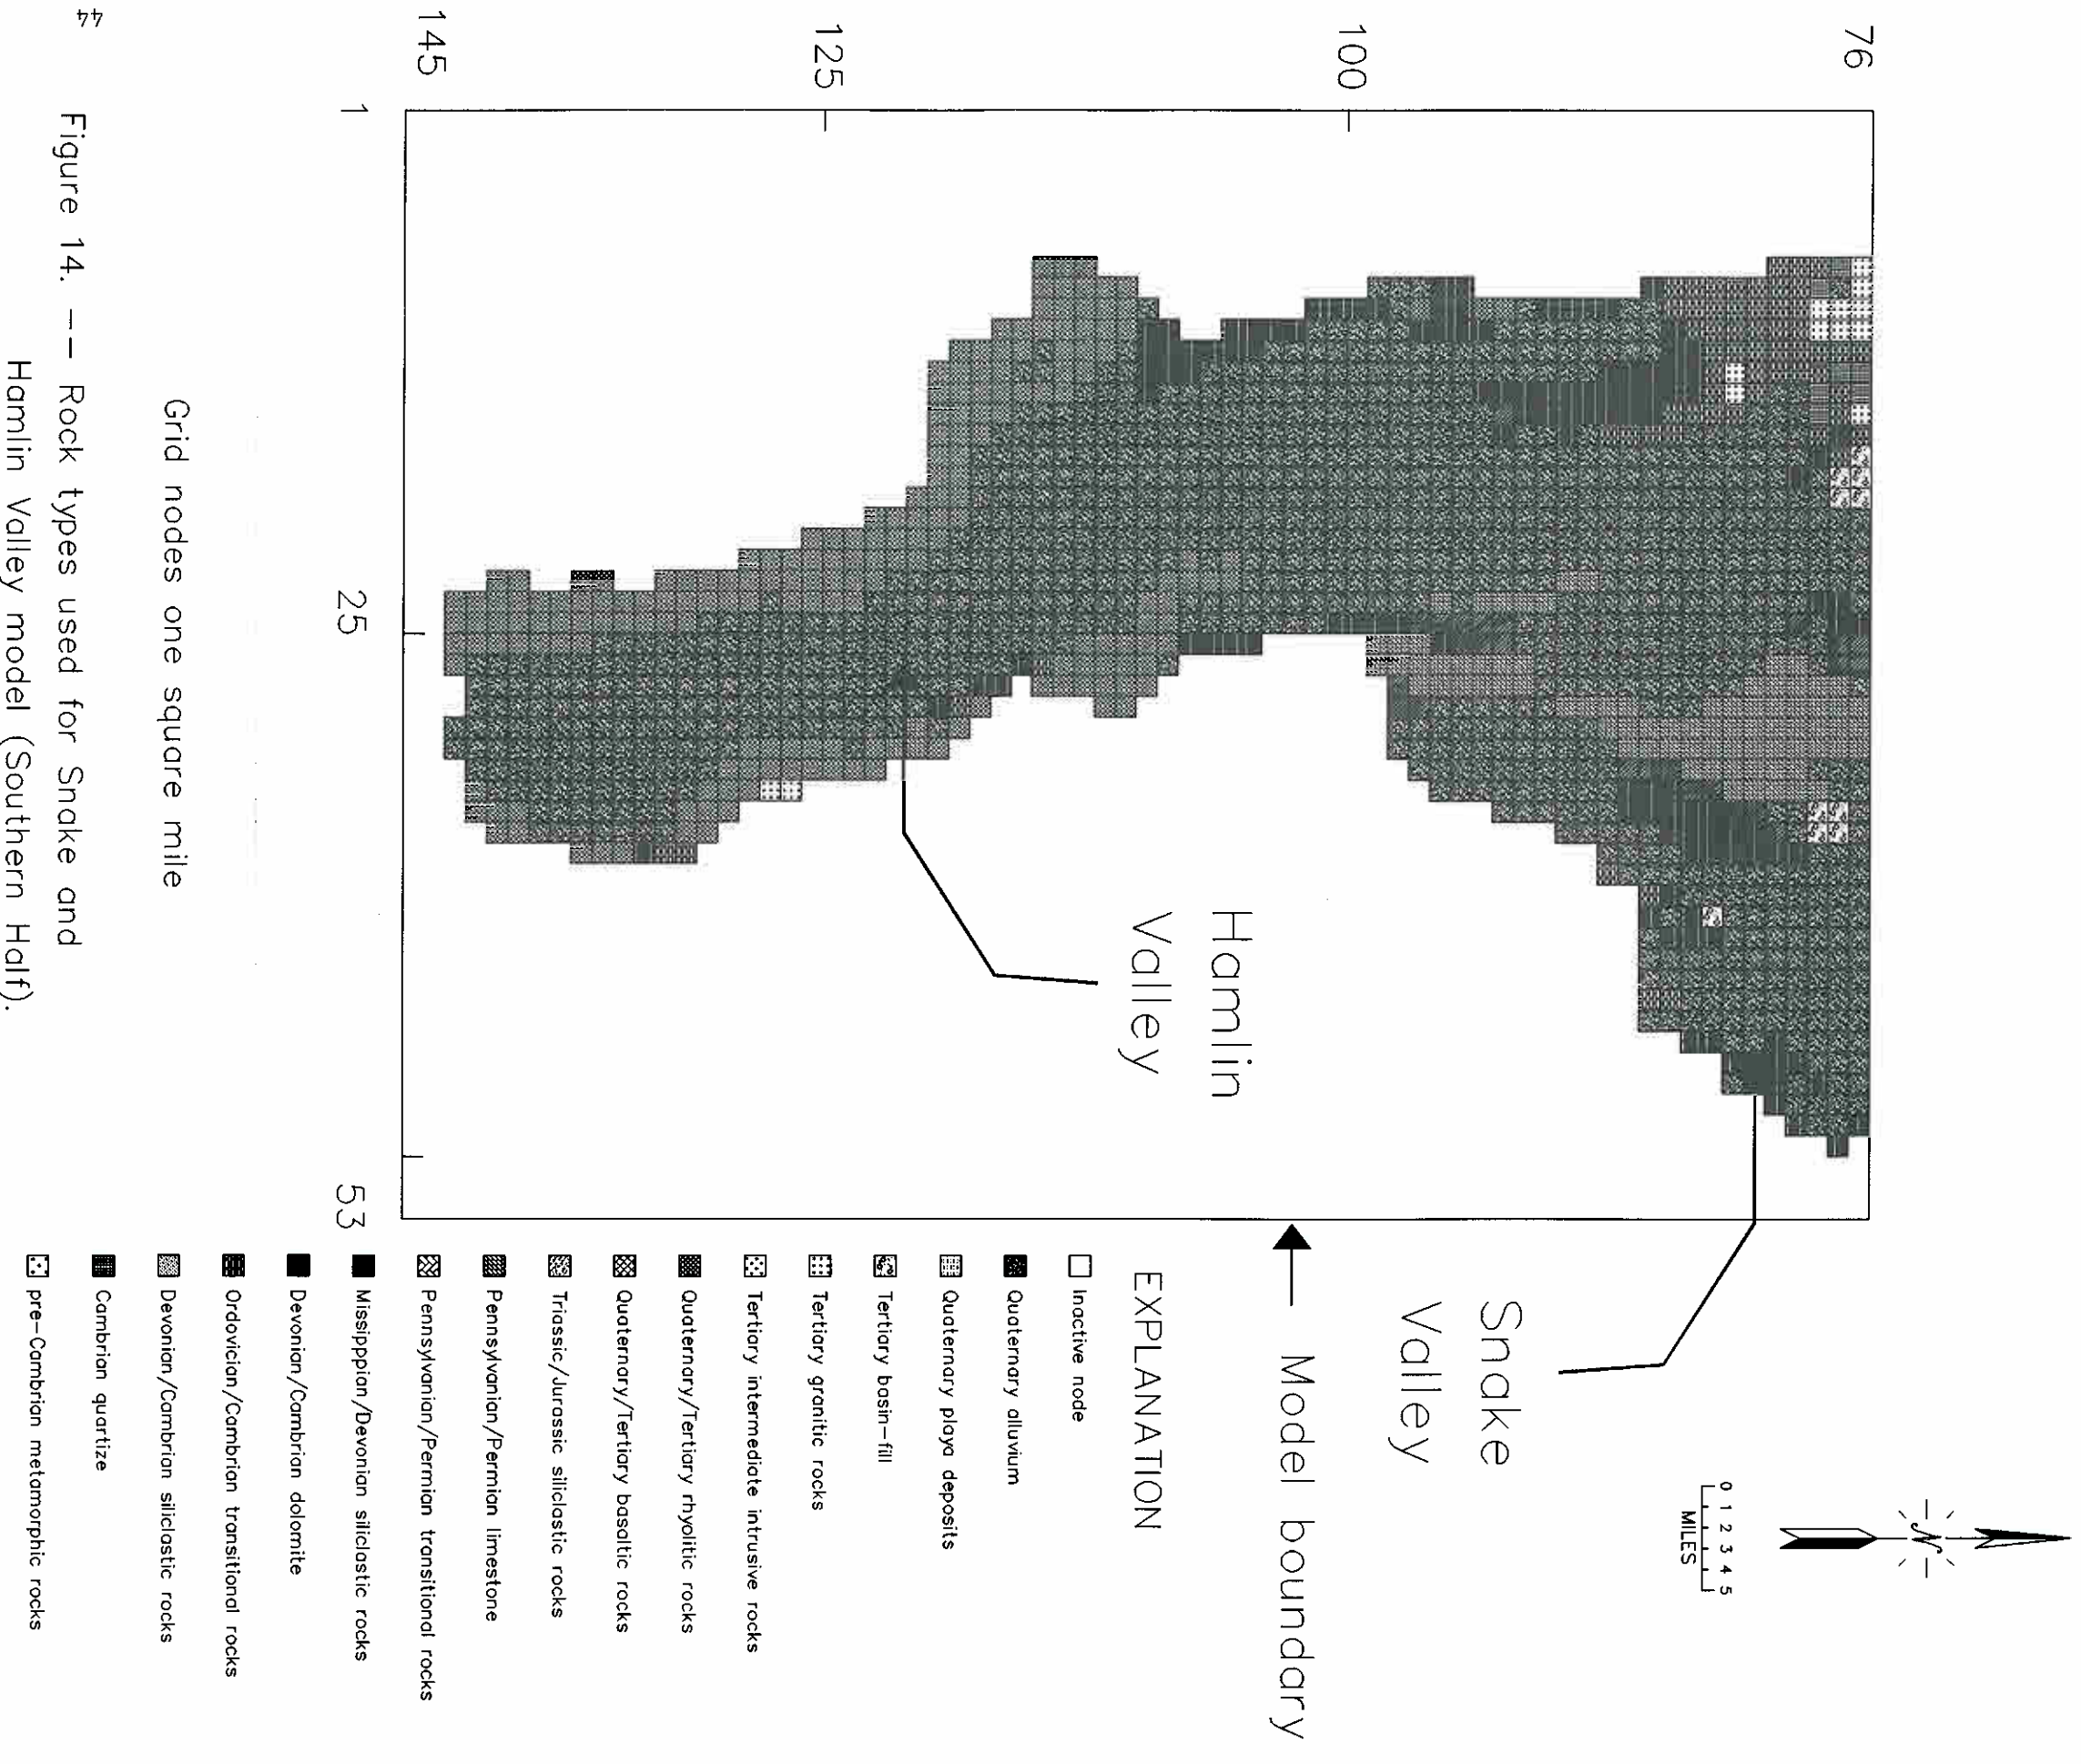 76
100
125
145
1
25
53
Hamlin
Valley
Snake
Valley
Model boundary
N
0 1 2 3 4 5
MILES
EXPLANATION
Inactive node
Quaternary alluvium
Quaternary playa deposits
Tertiary basin-fill
Tertiary granitic rocks
Tertiary intermediate intrusive rocks
Quaternary/Tertiary rhyolitic rocks
Quaternary/Tertiary basaltic rocks
Triassic/Jurassic siliclastic rocks
Pennsylvanian/Permian limestone
Pennsylvanian/Permian transitional rocks
Missipppian/Devonian siliclastic rocks
Devonian/Cambrian dolomite
Ordovician/Cambrian transitional rocks
Devonian/Cambrian siliclastic rocks
Cambrian quartize
pre-Cambrian metamorphic rocks
Grid nodes one square mile
Figure 14. -- Rock types used for Snake and
Hamlin Valley model (Southern Half).
44